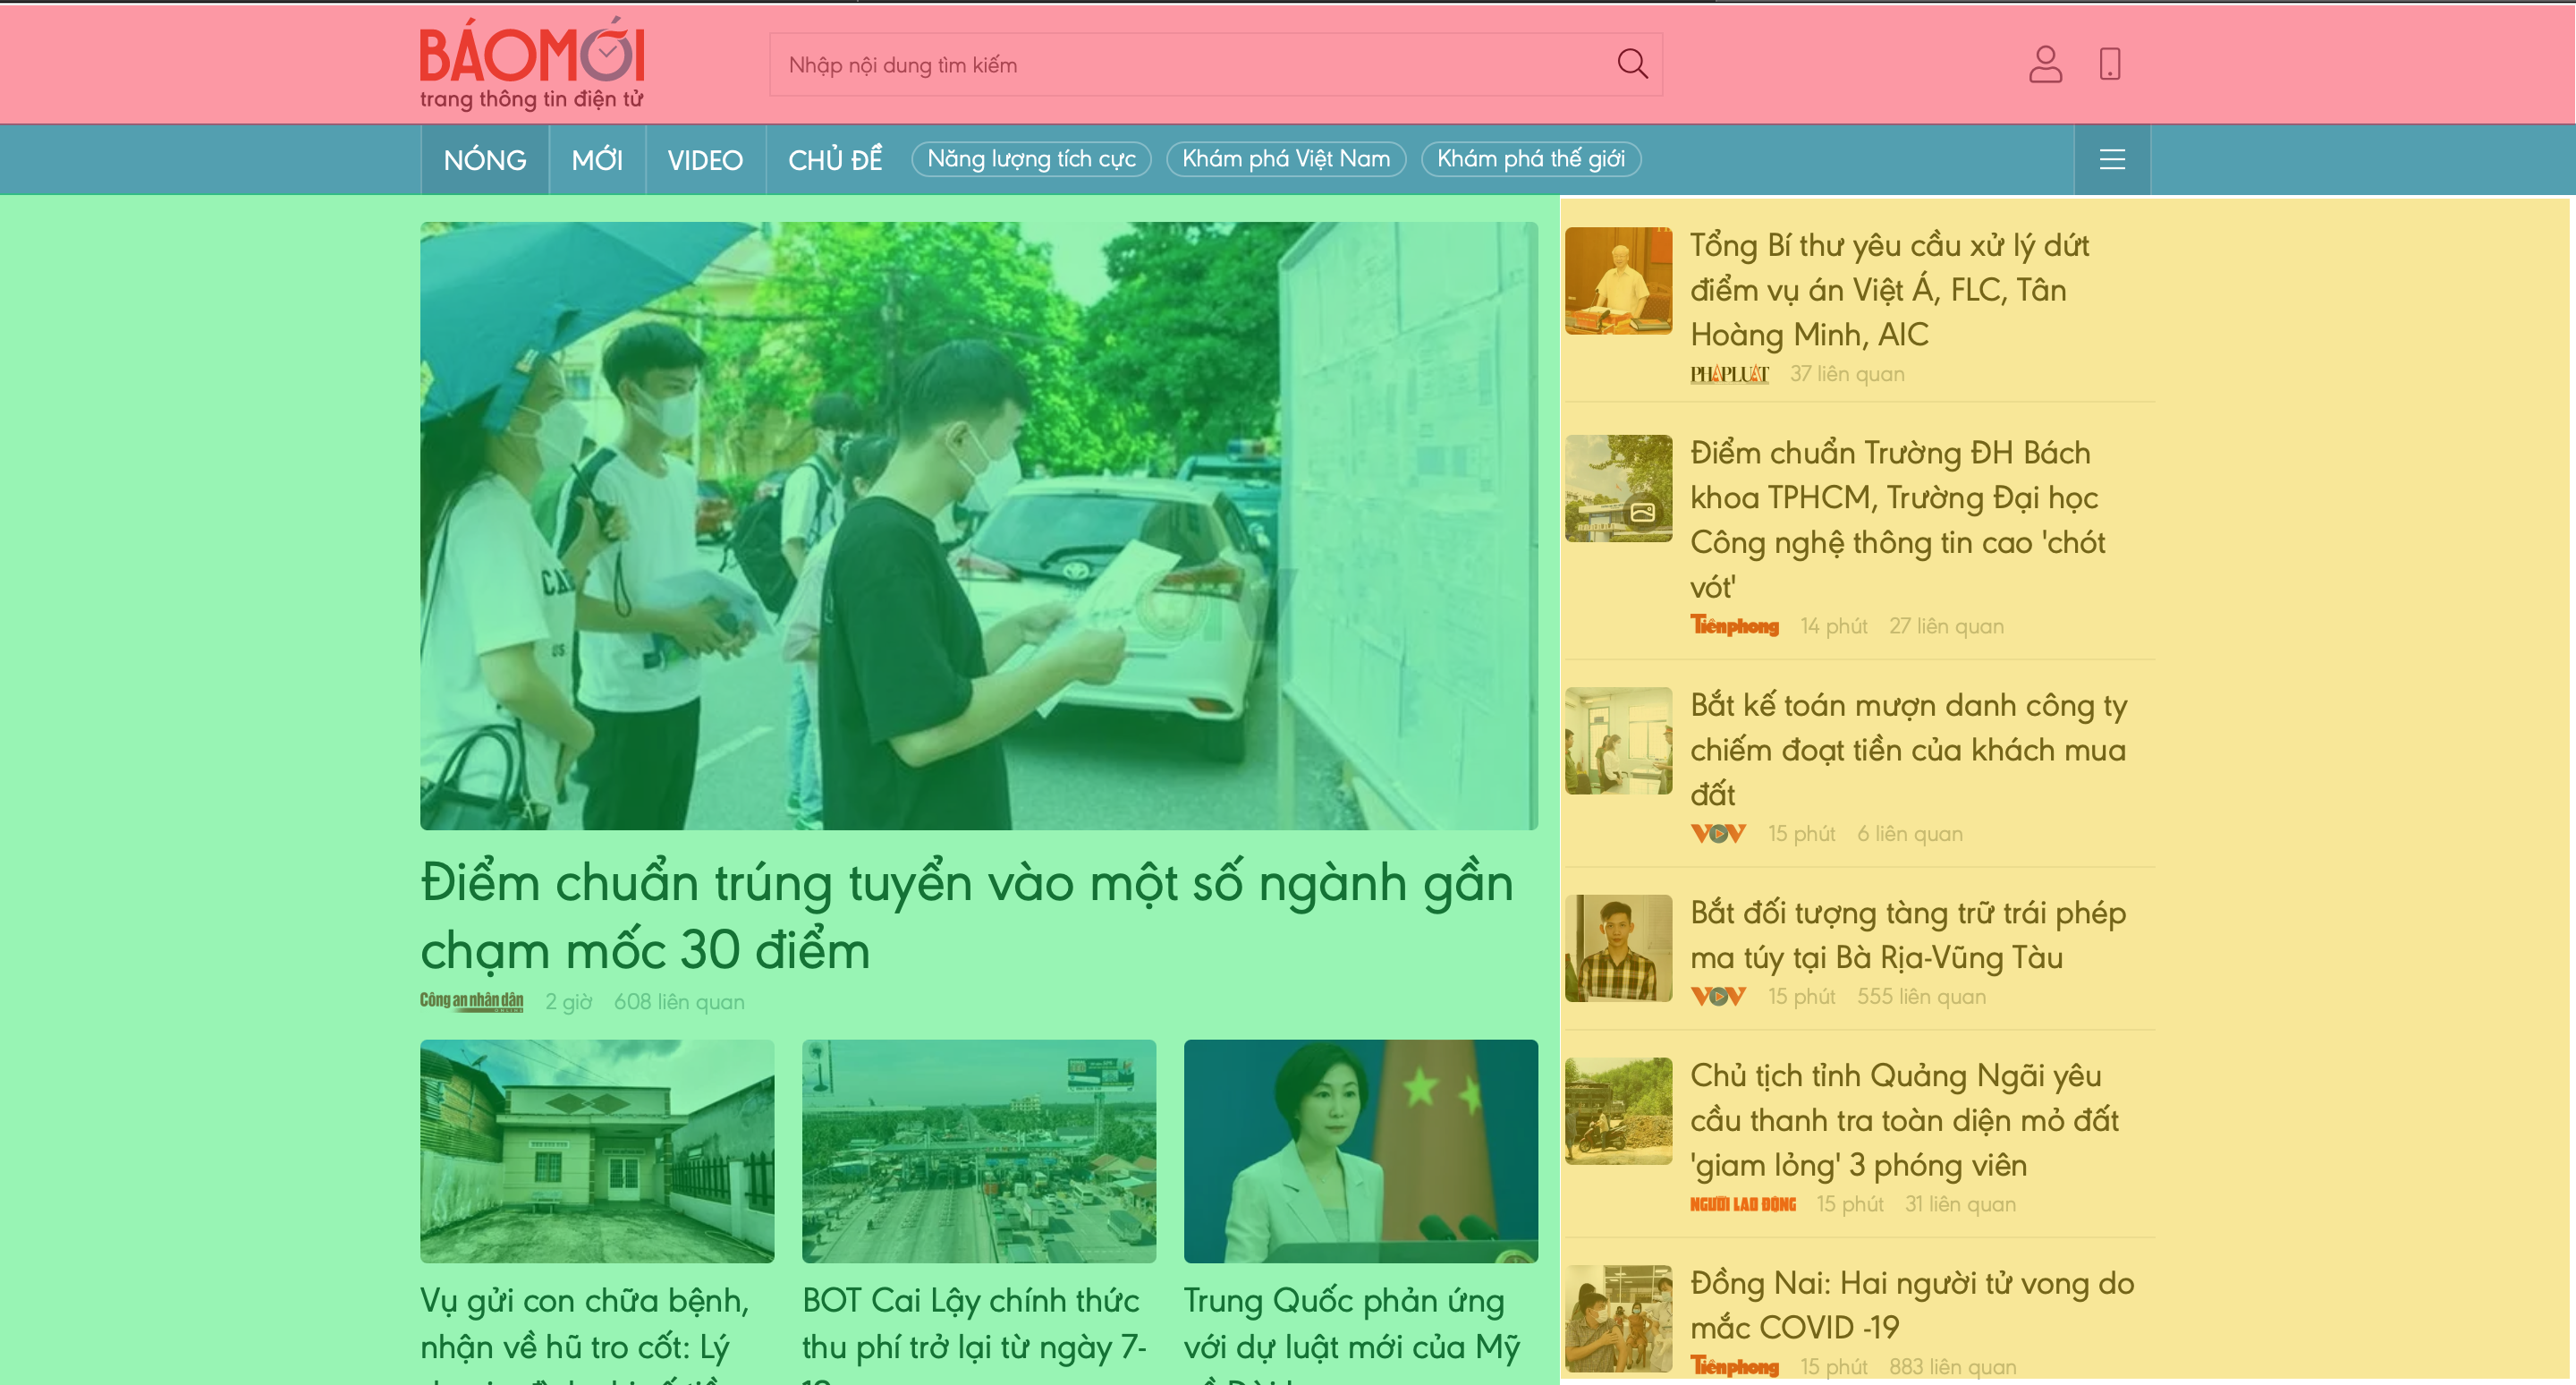 BÁOMỚI
trang thông tin điện tử
Nhập nội dung tìm kiếm
NÓNG MỚI VIDEO CHỦ ĐỀ Năng lượng tích cực Khám phá Việt Nam Khám phá thế giới
Điểm chuẩn trúng tuyển vào một số ngành gần
chạm mốc 30 điểm
Công an nhân dân ONLINE 2 giờ 608 liên quan
Vụ gửi con chữa bệnh,
nhận về hũ tro cốt: Lý
BOT Cai Lậy chính thức
thu phí trở lại từ ngày 7-
Trung Quốc phản ứng
với dự luật mới của Mỹ
Tổng Bí thư yêu cầu xử lý dứt
điểm vụ án Việt Á, FLC, Tân
Hoàng Minh, AIC
PHÁPLUẬT 37 liên quan
Điểm chuẩn Trường ĐH Bách
khoa TPHCM, Trường Đại học
Công nghệ thông tin cao 'chót
vót'
Tiênphong 14 phút 27 liên quan
Bắt kế toán mượn danh công ty
chiếm đoạt tiền của khách mua
đất
VOV 15 phút 6 liên quan
Bắt đối tượng tàng trữ trái phép
ma túy tại Bà Rịa-Vũng Tàu
VOV 15 phút 555 liên quan
Chủ tịch tỉnh Quảng Ngãi yêu
cầu thanh tra toàn diện mỏ đất
'giam lỏng' 3 phóng viên
NGƯỜI LAO ĐỘNG 15 phút 31 liên quan
Đồng Nai: Hai người tử vong do
mắc COVID -19
Tiênphong 15 phút 883 liên quan